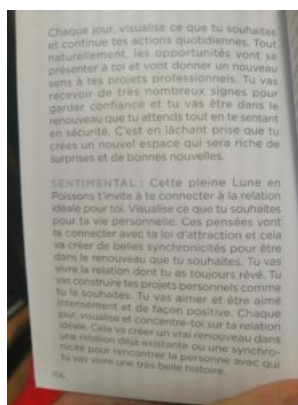 Chaque jour, visualise ce que tu souhaites
et continue tes actions quotidiennes. Tout
naturellement, les opportunités vont se
présenter à toi et vont donner un nouveau
sens à tes projets professionnels. Tu vas
recevoir de très nombreux signes pour
garder confiance et tu vas être dans le
renouveau que tu attends tout en te sentant
en sécurité. C'est en lâchant prise que tu
crées un nouvel espace qui sera riche de
surprises et de bonnes nouvelles.
SENTIMENTAL : Cette pleine Lune en
Poissons t'invite à te connecter à la relation
idéale pour toi. Visualise ce que tu souhaites
pour ta vie personnelle. Ces pensées vont
te connecter avec ta loi d'attraction et cela
va créer de belles synchronicités pour être
dans le renouveau que tu souhaites. Tu vas
vivre la relation dont tu as toujours rêvé. Tu
vas construire tes projets personnels comme
tu le souhaites. Tu vas aimer et être aimé
intensément et de façon positive. Chaque
jour, visualise et concentre-toi sur ta relation
idéale. Cela va créer un vrai renouveau dans
une relation déjà existante ou une synchro-
nicité pour rencontrer la personne avec qui
tu vas vivre une très belle histoire.
156